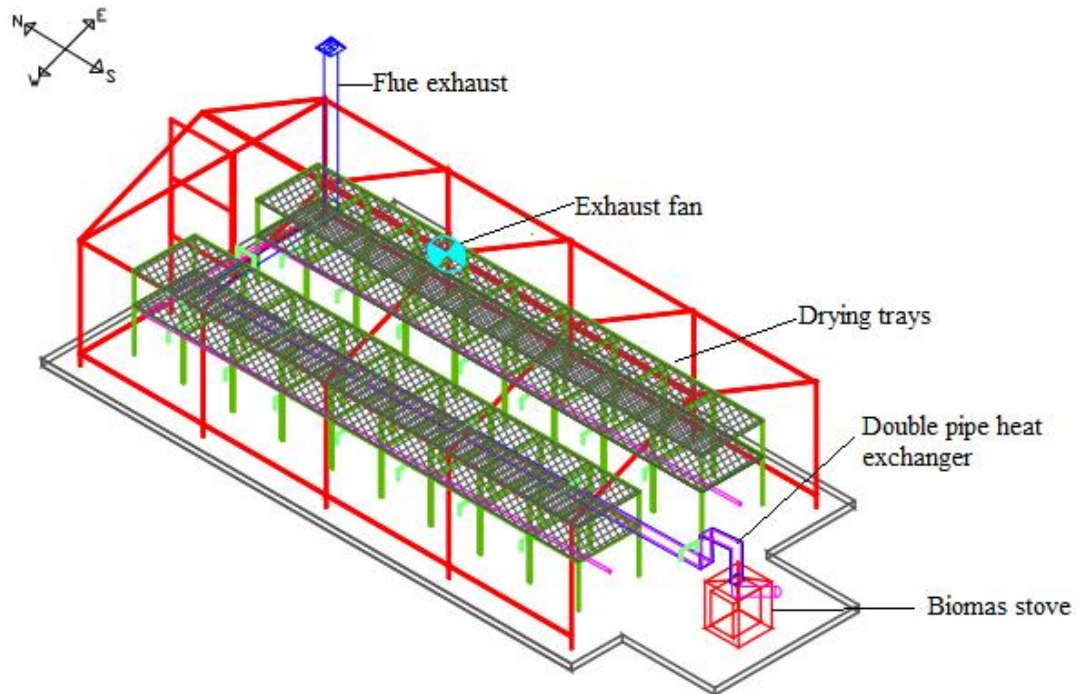 N
E
W
S
Flue exhaust
Exhaust fan
Drying trays
Double pipe heat
exchanger
Biomas stove